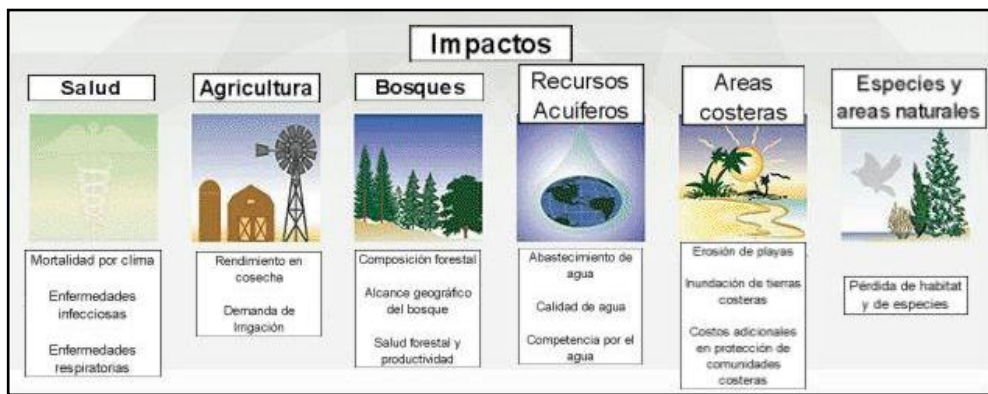 Impactos
Salud
Mortalidad por clima
Enfermedades
infecciosas
Enfermedades
respiratorias
Agricultura
Rendimiento en
cosecha
Demanda de
Irrigación
Bosques
Composición forestal
Alcance geográfico
del bosque
Salud forestal y
productividad
Recursos
Acuíferos
Abastecimiento de
agua
Calidad de agua
Competencia por el
agua
Areas
costeras
Erosión de playas
Inundación de tierras
costeras
Costos adicionales
en protección de
comunidades
costeras
Especies y
areas naturales
Pérdida de habitat
y de especies